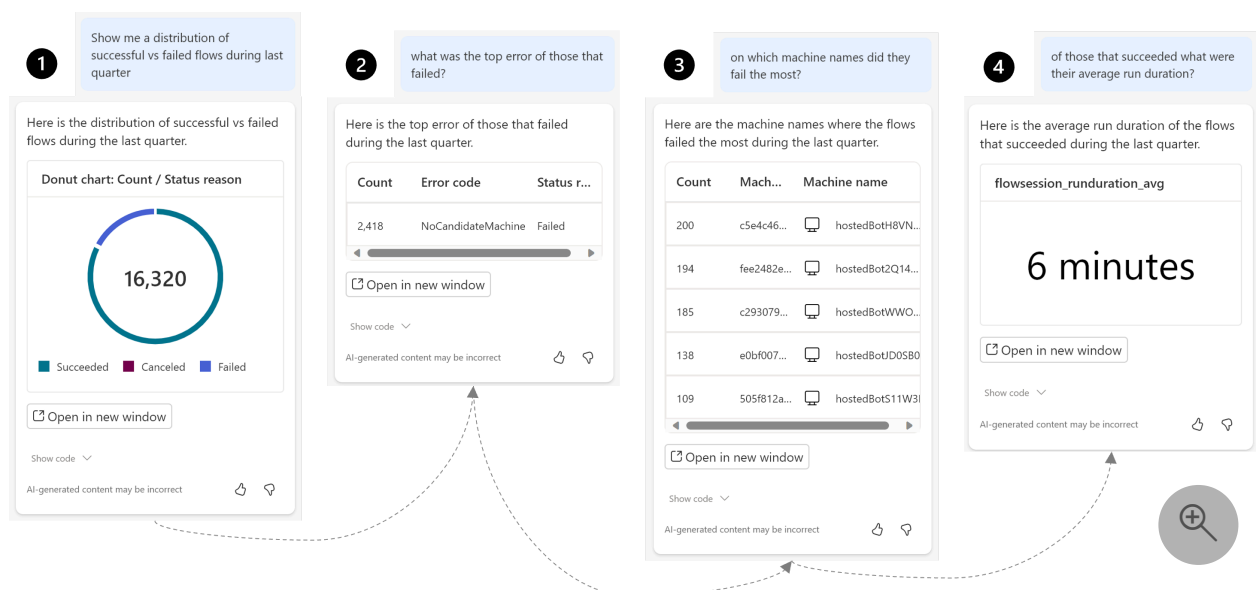 1
Show me a distribution of
successful vs failed flows during last
quarter
Here is the distribution of successful vs failed
flows during the last quarter.
Donut chart: Count / Status reason
16,320
Succeeded Canceled Failed
Open in new window
Show code
AI-generated content may be incorrect
2
what was the top error of those that
failed?
Here is the top error of those that failed
during the last quarter.
Count Error code Status r...
2,418 NoCandidateMachine Failed
Open in new window
Show code
AI-generated content may be incorrect
3
on which machine names did they
fail the most?
Here are the machine names where the flows
failed the most during the last quarter.
Count Mach... Machine name
200 c5e4c46... hostedBotH8VN...
194 fee2482e... hostedBot2Q14...
185 c293079... hostedBotWWO...
138 e0bf007... hostedBotJD0SB0
109 505f812a... hostedBotS11W3
Open in new window
Show code
AI-generated content may be incorrect
4
of those that succeeded what were
their average run duration?
Here is the average run duration of the flows
that succeeded during the last quarter.
flowsession_runduration_avg
6 minutes
Open in new window
Show code
AI-generated content may be incorrect